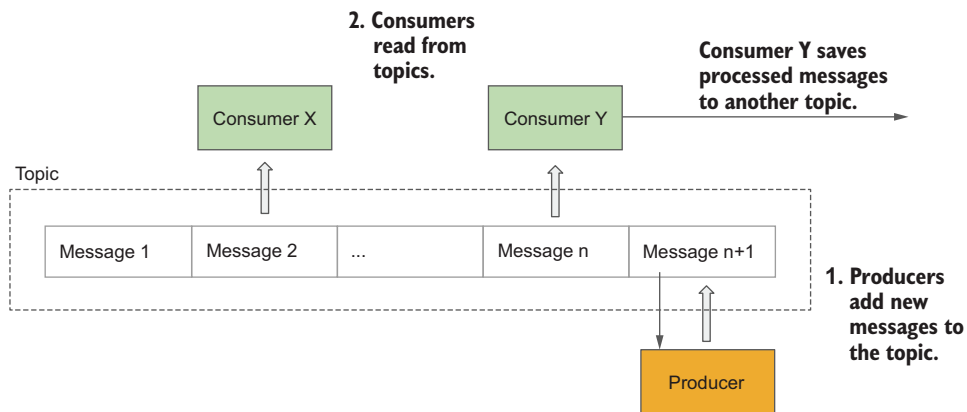 2. Consumers
read from
topics.
Consumer Y saves
processed messages
to another topic.
Consumer X
Consumer Y
Topic
Message 1
Message 2
...
Message n
Message n+1
1. Producers
add new
messages to
the topic.
Producer